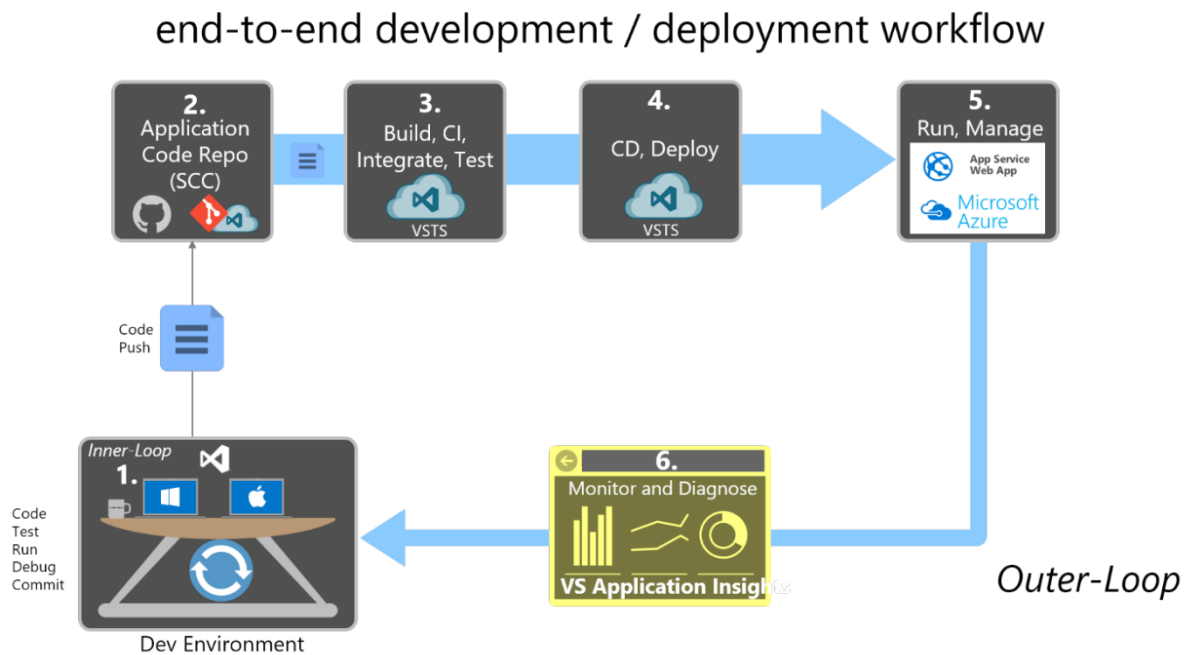 end-to-end development / deployment workflow
2.
Application
Code Repo
(SCC)
3.
Build, CI,
Integrate, Test
VSTS
4.
CD, Deploy
VSTS
5.
Run, Manage
App Service
Web App
Microsoft
Azure
Code
Push
Inner-Loop
1.
Code
Test
Run
Debug
Commit
Dev Environment
6.
Monitor and Diagnose
VS Application Insights
Outer-Loop